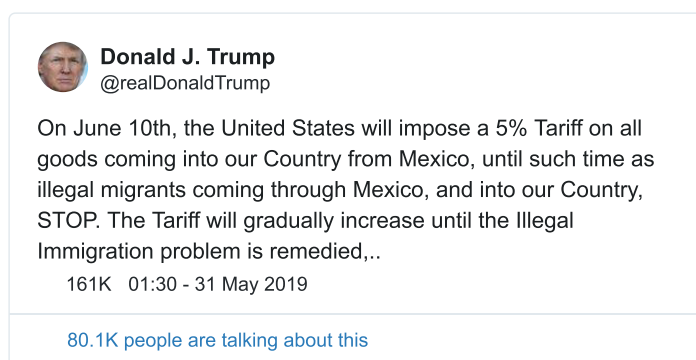 Donald J. Trump
@realDonaldTrump
On June 10th, the United States will impose a 5% Tariff on all
goods coming into our Country from Mexico, until such time as
illegal migrants coming through Mexico, and into our Country,
STOP. The Tariff will gradually increase until the Illegal
Immigration problem is remedied,..
161K 01:30 - 31 May 2019
80.1K people are talking about this